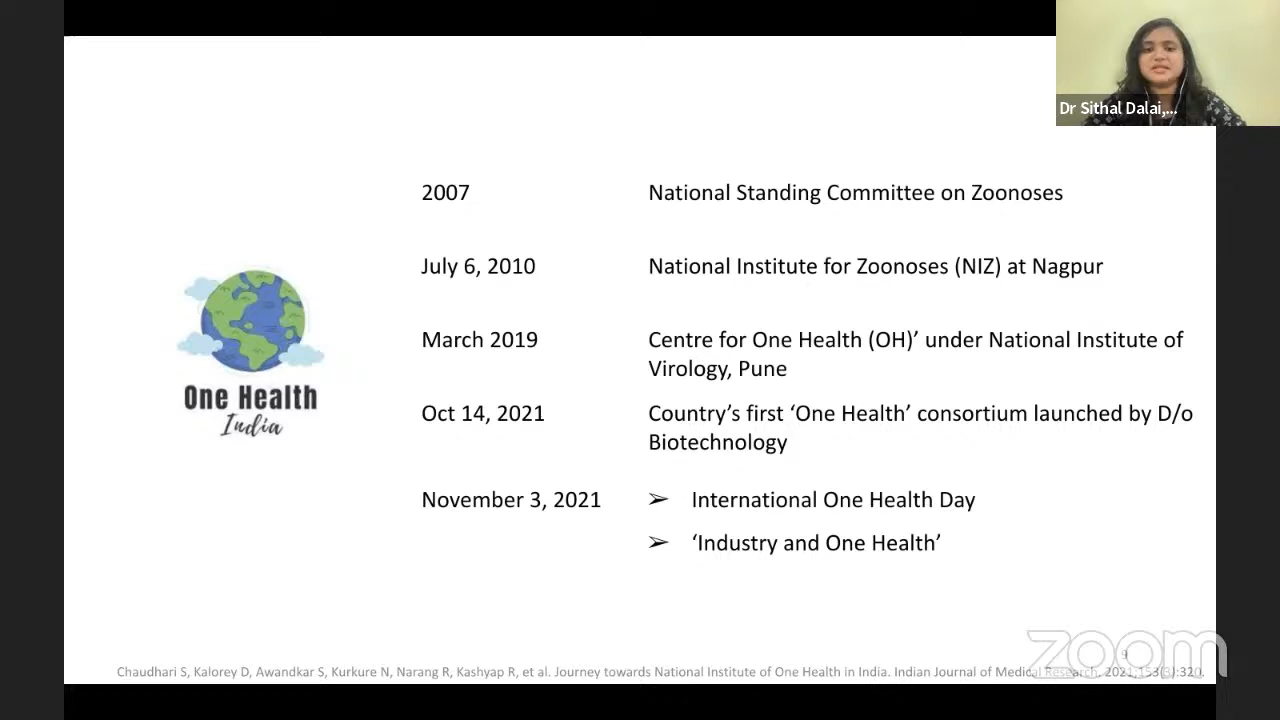 Dr Sithal Dalai,...
2007 National Standing Committee on Zoonoses
July 6, 2010 National Institute for Zoonoses (NIZ) at Nagpur
March 2019 Centre for One Health (OH)’ under National Institute of
Virology, Pune
Oct 14, 2021 Country’s first ‘One Health’ consortium launched by D/o
Biotechnology
November 3, 2021 ➢ International One Health Day
➢ ‘Industry and One Health’
One Health
India
zoom
9
Chaudhari S, Kalorey D, Awandkar S, Kurkure N, Narang R, Kashyap R, et al. Journey towards National Institute of One Health in India. Indian Journal of Medical Research. 2021;153(3):320.